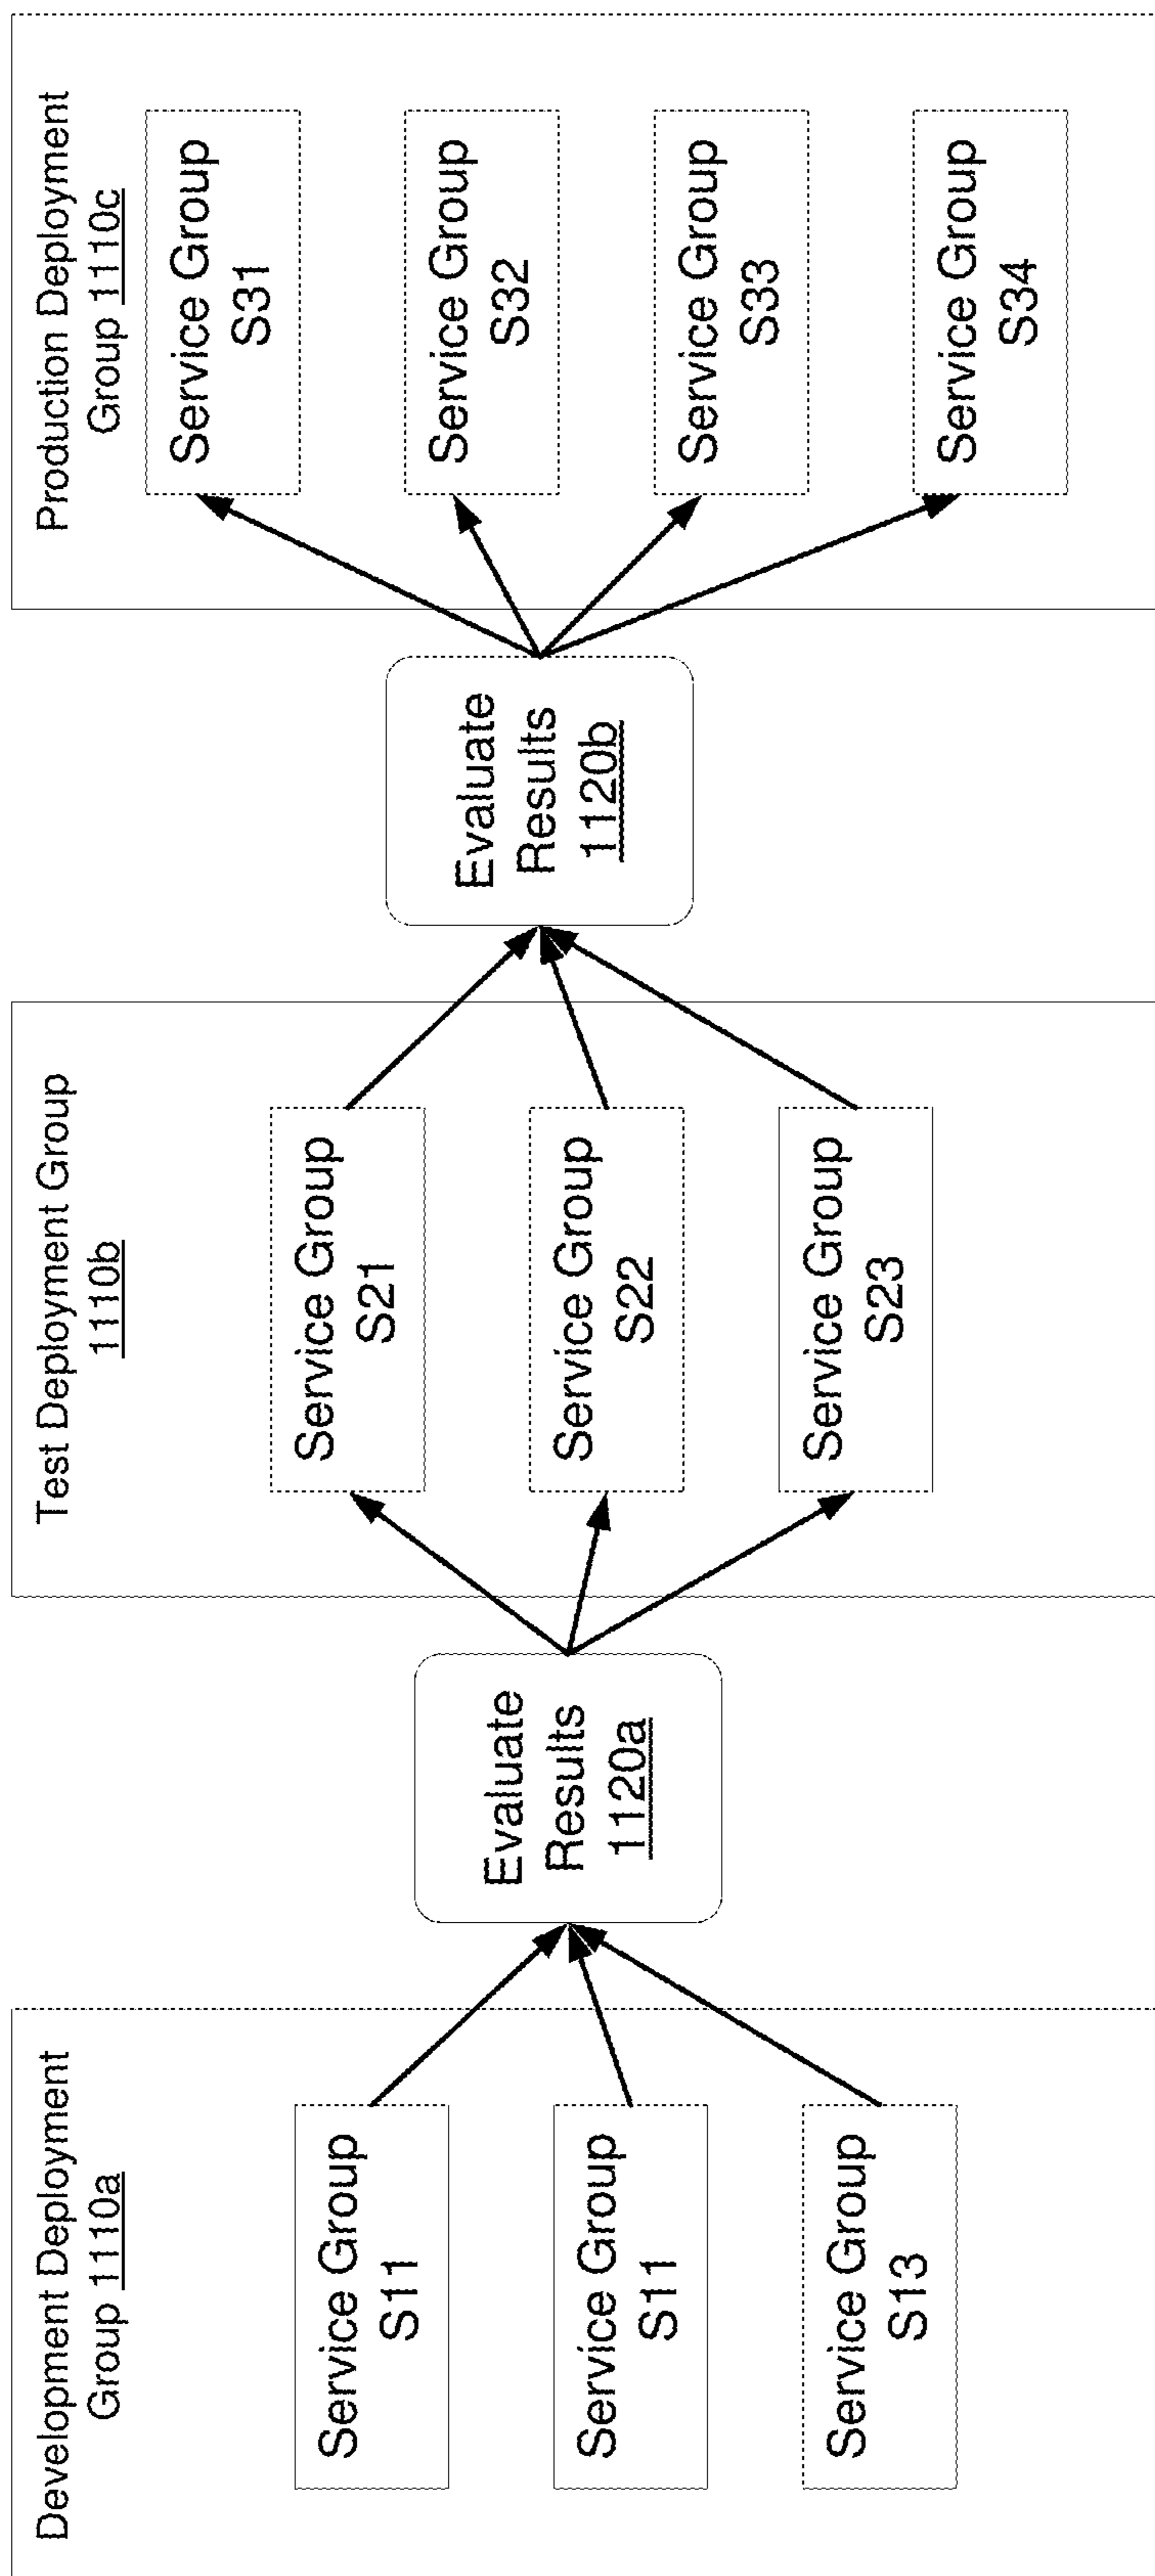 Development Deployment
Group 1110a
Service Group
S11
Service Group
S11
Service Group
S13
Evaluate
Results
1120a
Test Deployment Group
1110b
Service Group
S21
Service Group
S22
Service Group
S23
Evaluate
Results
1120b
Production Deployment
Group 1110c
Service Group
S31
Service Group
S32
Service Group
S33
Service Group
S34